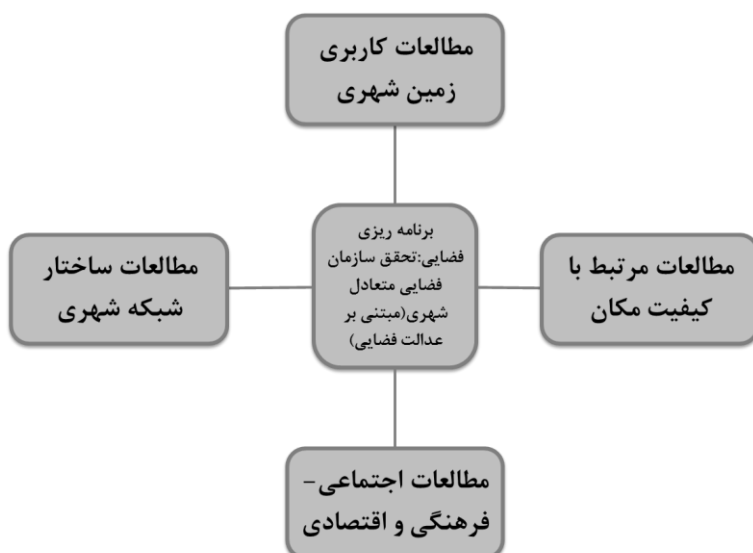 مطالعات کاربری
زمین شهری
مطالعات مرتبط با
کیفیت مکان
برنامه ریزی
فضایی:تحقق سازمان
فضایی متعادل
شهری(مبتنی بر
عدالت فضایی)
مطالعات ساختار
شبکه شهری
مطالعات اجتماعی-
فرهنگی و اقتصادی